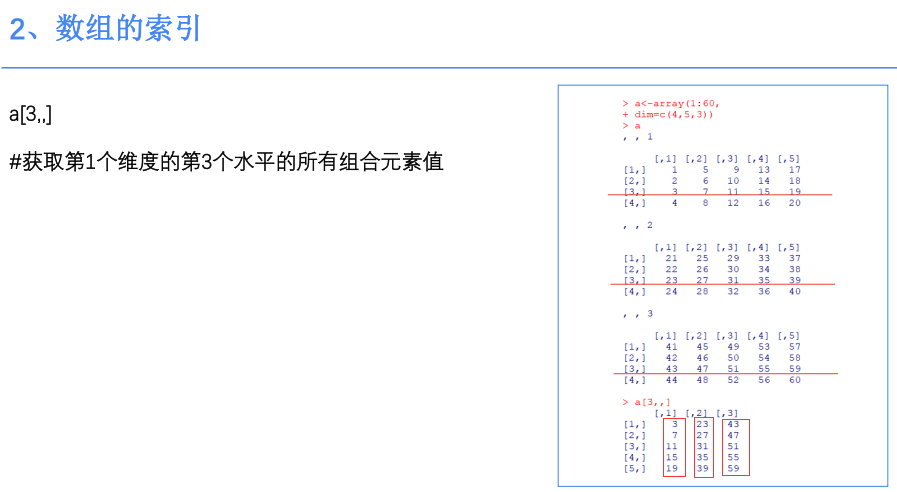 2、数组的索引
a[3,,]
#获取第1个维度的第3个水平的所有组合元素值
> a<-array(1:60,
+ dim=c(4,5,3))
> a
, , 1
[,1] [,2] [,3] [,4] [,5]
[1,] 1 5 9 13 17
[2,] 2 6 10 14 18
[3,] 3 7 11 15 19
[4,] 4 8 12 16 20
, , 2
[,1] [,2] [,3] [,4] [,5]
[1,] 21 25 29 33 37
[2,] 22 26 30 34 38
[3,] 23 27 31 35 39
[4,] 24 28 32 36 40
, , 3
[,1] [,2] [,3] [,4] [,5]
[1,] 41 45 49 53 57
[2,] 42 46 50 54 58
[3,] 43 47 51 55 59
[4,] 44 48 52 56 60
> a[3,,]
[,1] [,2] [,3]
[1,] 3 23 43
[2,] 7 27 47
[3,] 11 31 51
[4,] 15 35 55
[5,] 19 39 59